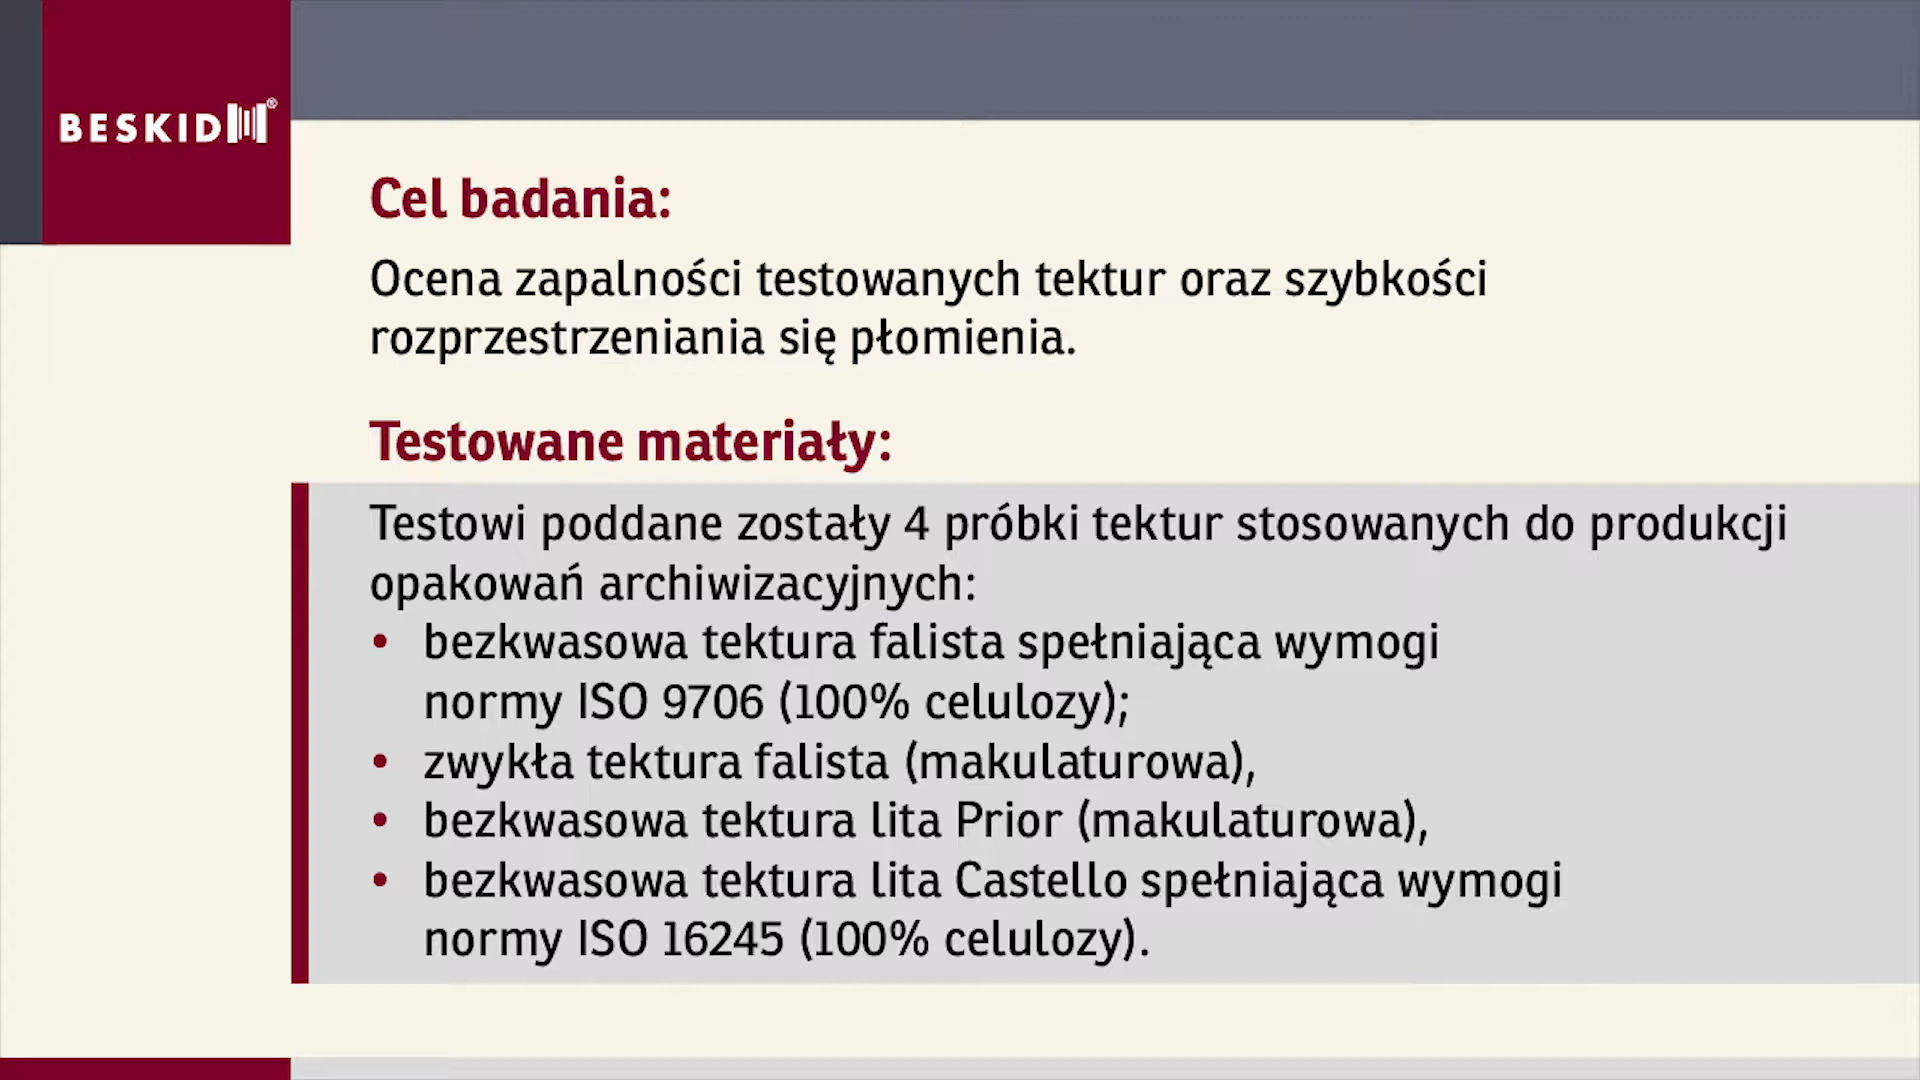 BESKID®
Cel badania:
Ocena zapalności testowanych tektur oraz szybkości
rozprzestrzeniania się płomienia.
Testowane materiały:
Testowi poddane zostały 4 próbki tektur stosowanych do produkcji
opakowań archiwizacyjnych:
• bezkwasowa tektura falista spełniająca wymogi
normy ISO 9706 (100% celulozy);
• zwykła tektura falista (makulaturowa),
• bezkwasowa tektura lita Prior (makulaturowa),
• bezkwasowa tektura lita Castello spełniająca wymogi
normy ISO 16245 (100% celulozy).